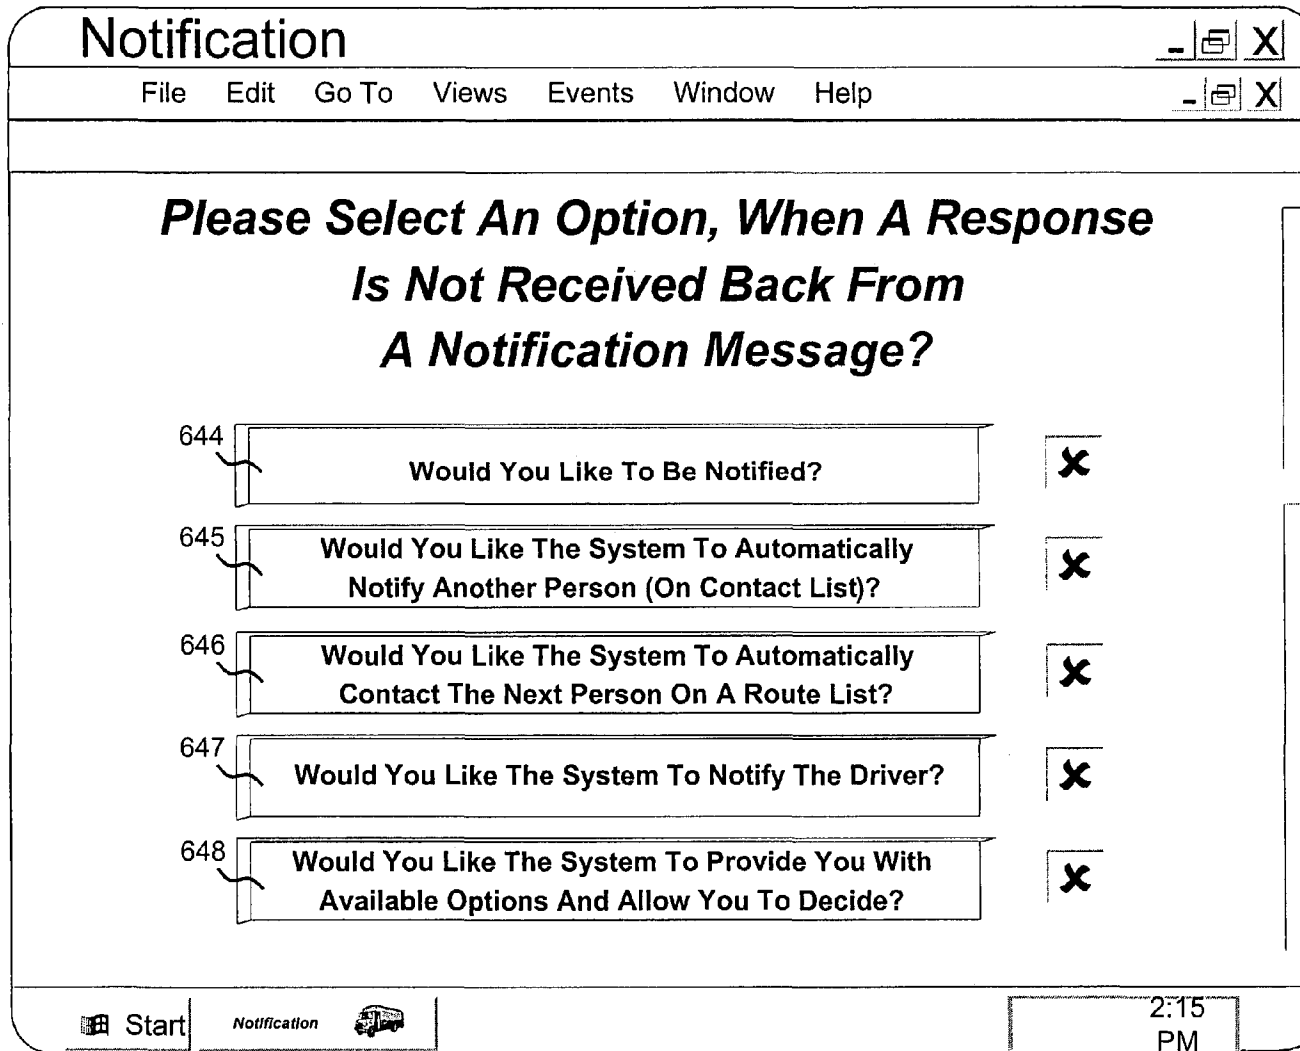 Notification
File Edit Go To Views Events Window Help
Please Select An Option, When A Response
Is Not Received Back From
A Notification Message?
644
Would You Like To Be Notified?
645
Would You Like The System To Automatically
Notify Another Person (On Contact List)?
646
Would You Like The System To Automatically
Contact The Next Person On A Route List?
647
Would You Like The System To Notify The Driver?
648
Would You Like The System To Provide You With
Available Options And Allow You To Decide?
Start
Notification
2:15
PM